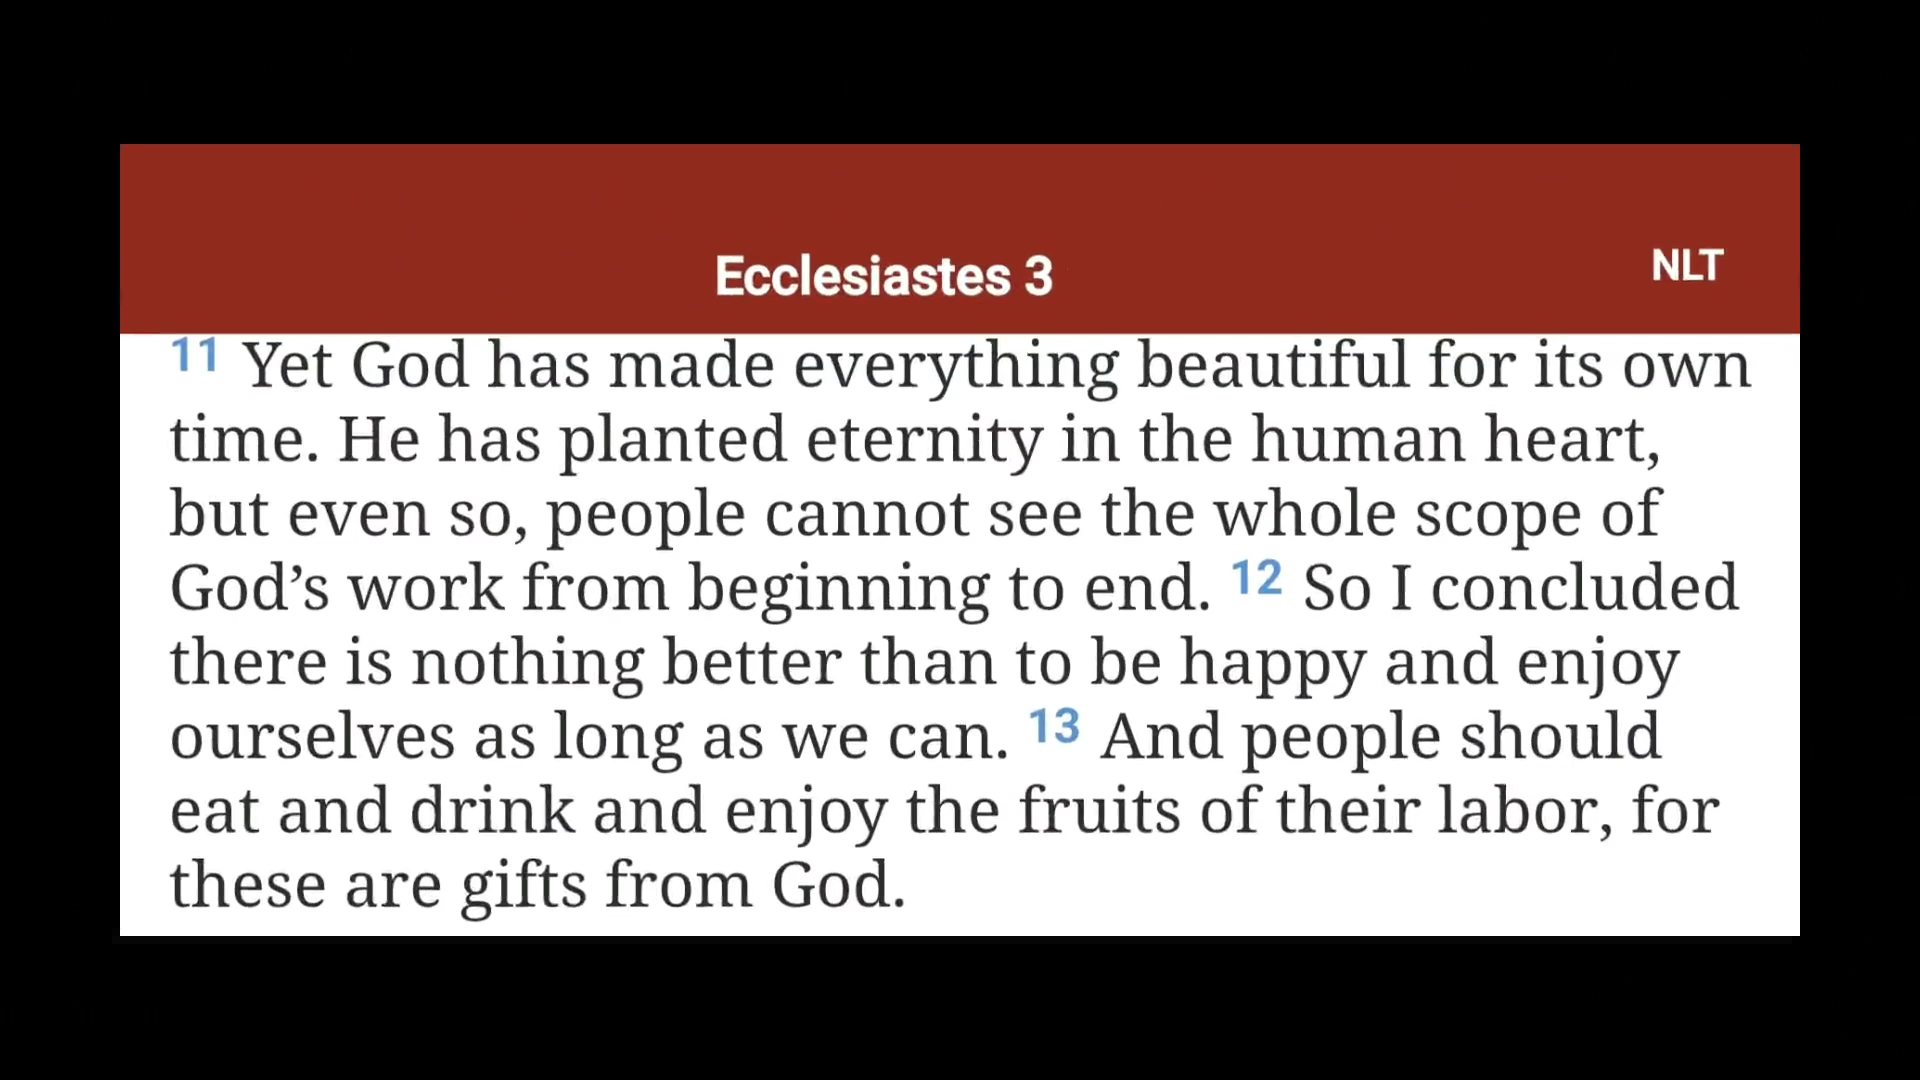 Ecclesiastes 3
NLT
11 Yet God has made everything beautiful for its own
time. He has planted eternity in the human heart,
but even so, people cannot see the whole scope of
God’s work from beginning to end. 12 So I concluded
there is nothing better than to be happy and enjoy
ourselves as long as we can. 13 And people should
eat and drink and enjoy the fruits of their labor, for
these are gifts from God.